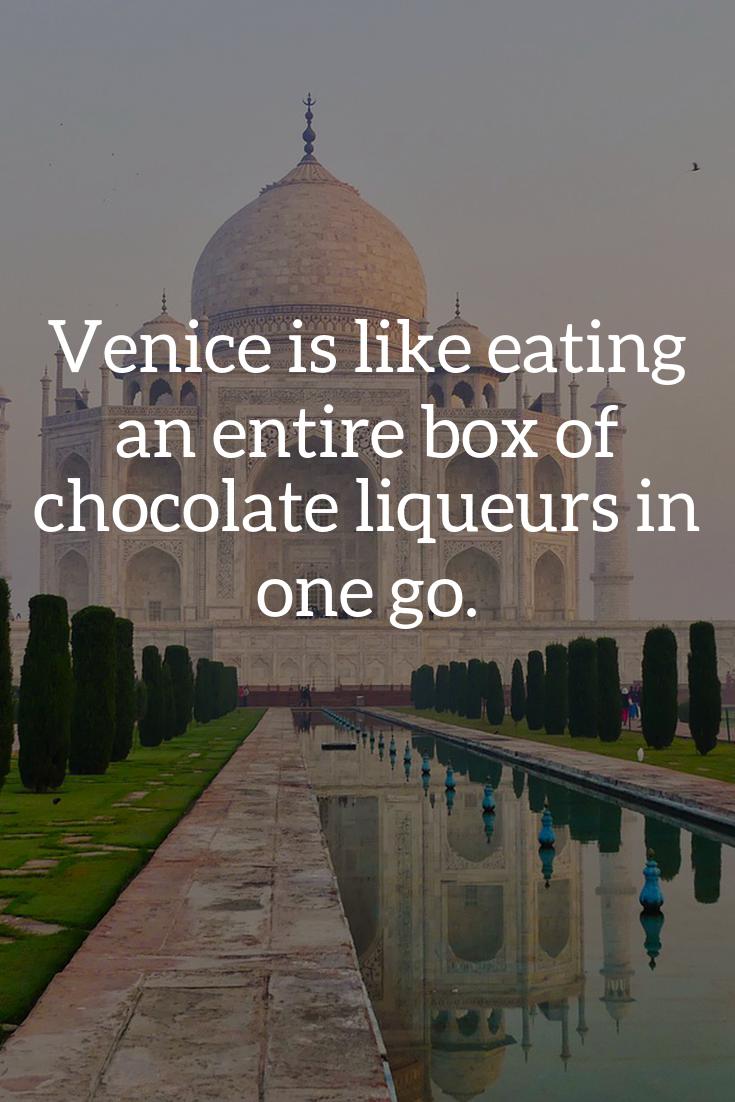 Venice is like eating
an entire box of
chocolate liqueurs in
one go.